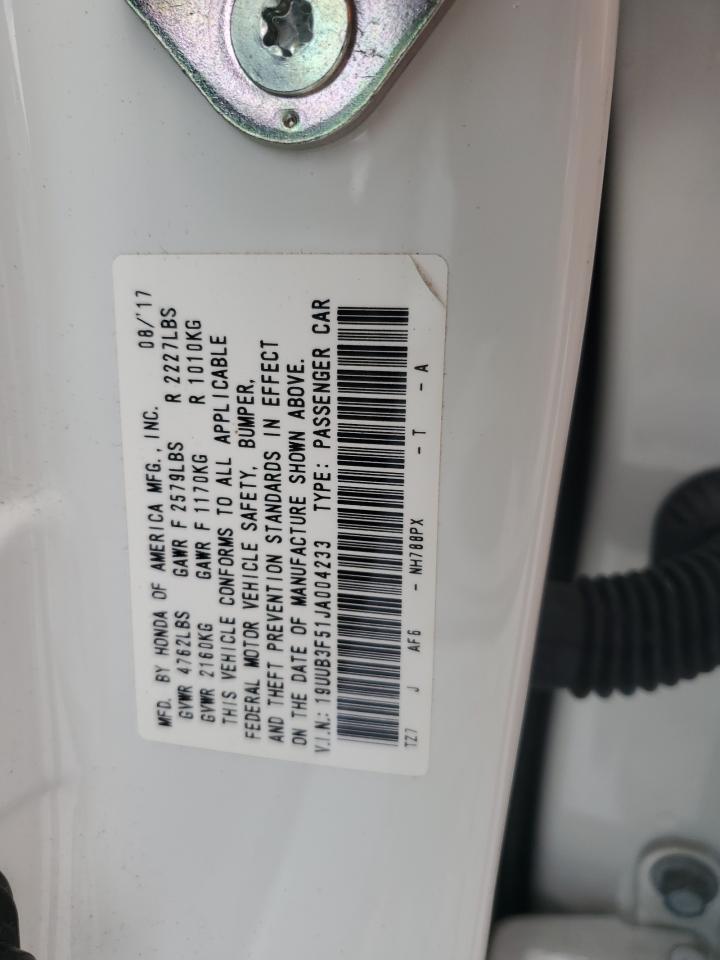 MFD. BY HONDA OF AMERICA MFG., INC. 08/'17
GVWR 4762LBS GAWR F 2579LBS R 2227LBS
GVWR 2160KG GAWR F 1170KG R 1010KG
THIS VEHICLE CONFORMS TO ALL APPLICABLE
FEDERAL MOTOR VEHICLE SAFETY, BUMPER,
AND THEFT PREVENTION STANDARDS IN EFFECT
ON THE DATE OF MANUFACTURE SHOWN ABOVE.
V.I.N.: 19UUB3F51JA004233 TYPE: PASSENGER CAR
TZ7 J AF6 - NH788PX - T - A